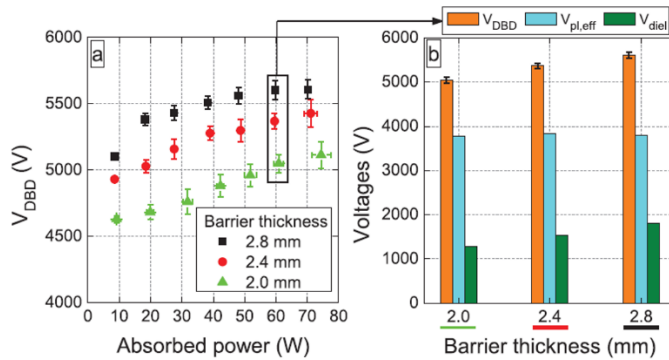 V_DBD V_pl,eff V_diel
a
b
6000
5500
5000
4500
4000
V_DBD (V)
Barrier thickness
2.8 mm
2.4 mm
2.0 mm
0 10 20 30 40 50 60 70 80
Absorbed power (W)
6000
5000
4000
3000
2000
1000
0
Voltages (V)
2.0 2.4 2.8
Barrier thickness (mm)